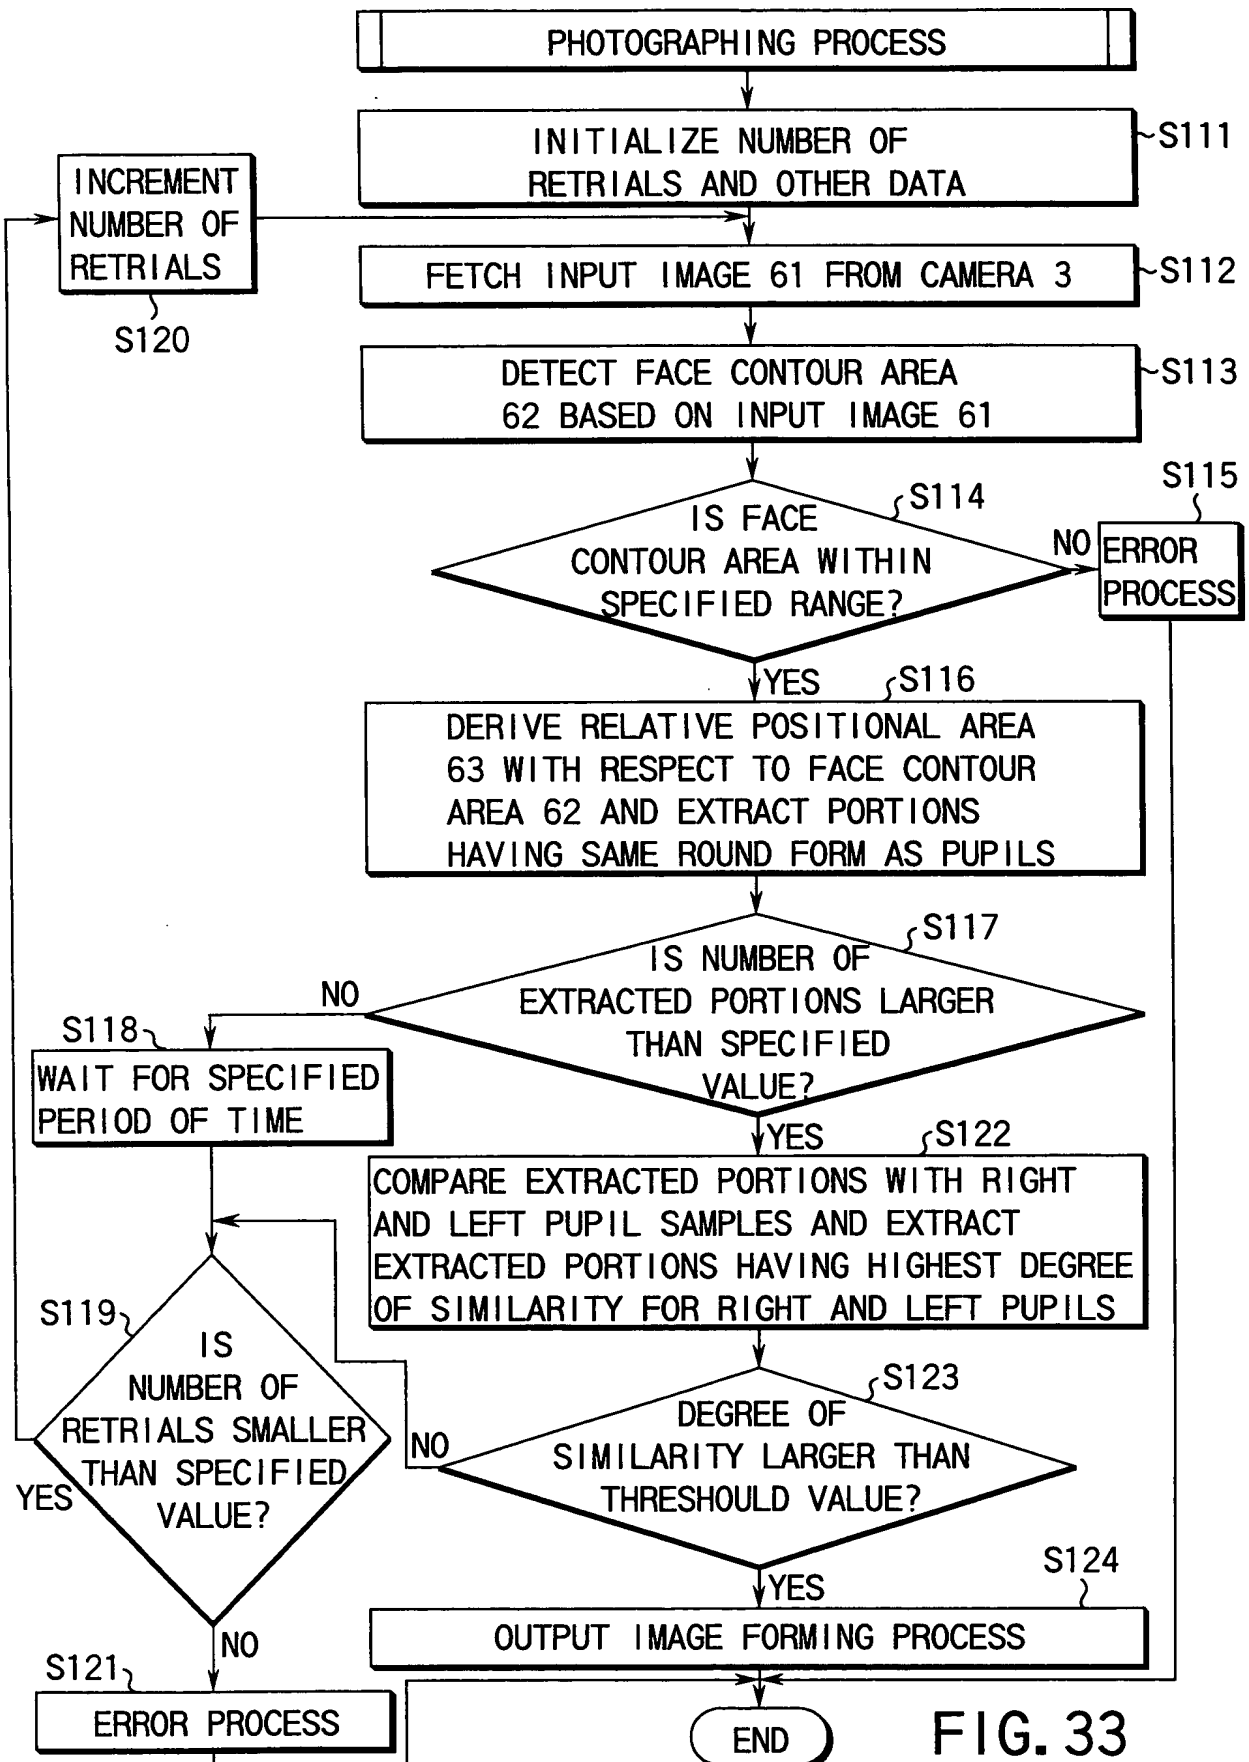 PHOTOGRAPHING PROCESS
INITIALIZE NUMBER OF
RETRIALS AND OTHER DATA
S111
INCREMENT
NUMBER OF
RETRIALS
S120
FETCH INPUT IMAGE 61 FROM CAMERA 3
S112
DETECT FACE CONTOUR AREA
62 BASED ON INPUT IMAGE 61
S113
S114
IS FACE
CONTOUR AREA WITHIN
SPECIFIED RANGE?
NO
S115
ERROR
PROCESS
YES
S116
DERIVE RELATIVE POSITIONAL AREA
63 WITH RESPECT TO FACE CONTOUR
AREA 62 AND EXTRACT PORTIONS
HAVING SAME ROUND FORM AS PUPILS
S117
IS NUMBER OF
EXTRACTED PORTIONS LARGER
THAN SPECIFIED
VALUE?
NO
S118
WAIT FOR SPECIFIED
PERIOD OF TIME
YES
S122
COMPARE EXTRACTED PORTIONS WITH RIGHT
AND LEFT PUPIL SAMPLES AND EXTRACT
EXTRACTED PORTIONS HAVING HIGHEST DEGREE
OF SIMILARITY FOR RIGHT AND LEFT PUPILS
S119
IS
NUMBER OF
RETRIALS SMALLER
THAN SPECIFIED
VALUE?
YES
S123
DEGREE OF
SIMILARITY LARGER THAN
THRESHOULD VALUE?
NO
YES
S124
OUTPUT IMAGE FORMING PROCESS
NO
S121
ERROR PROCESS
END
FIG. 33